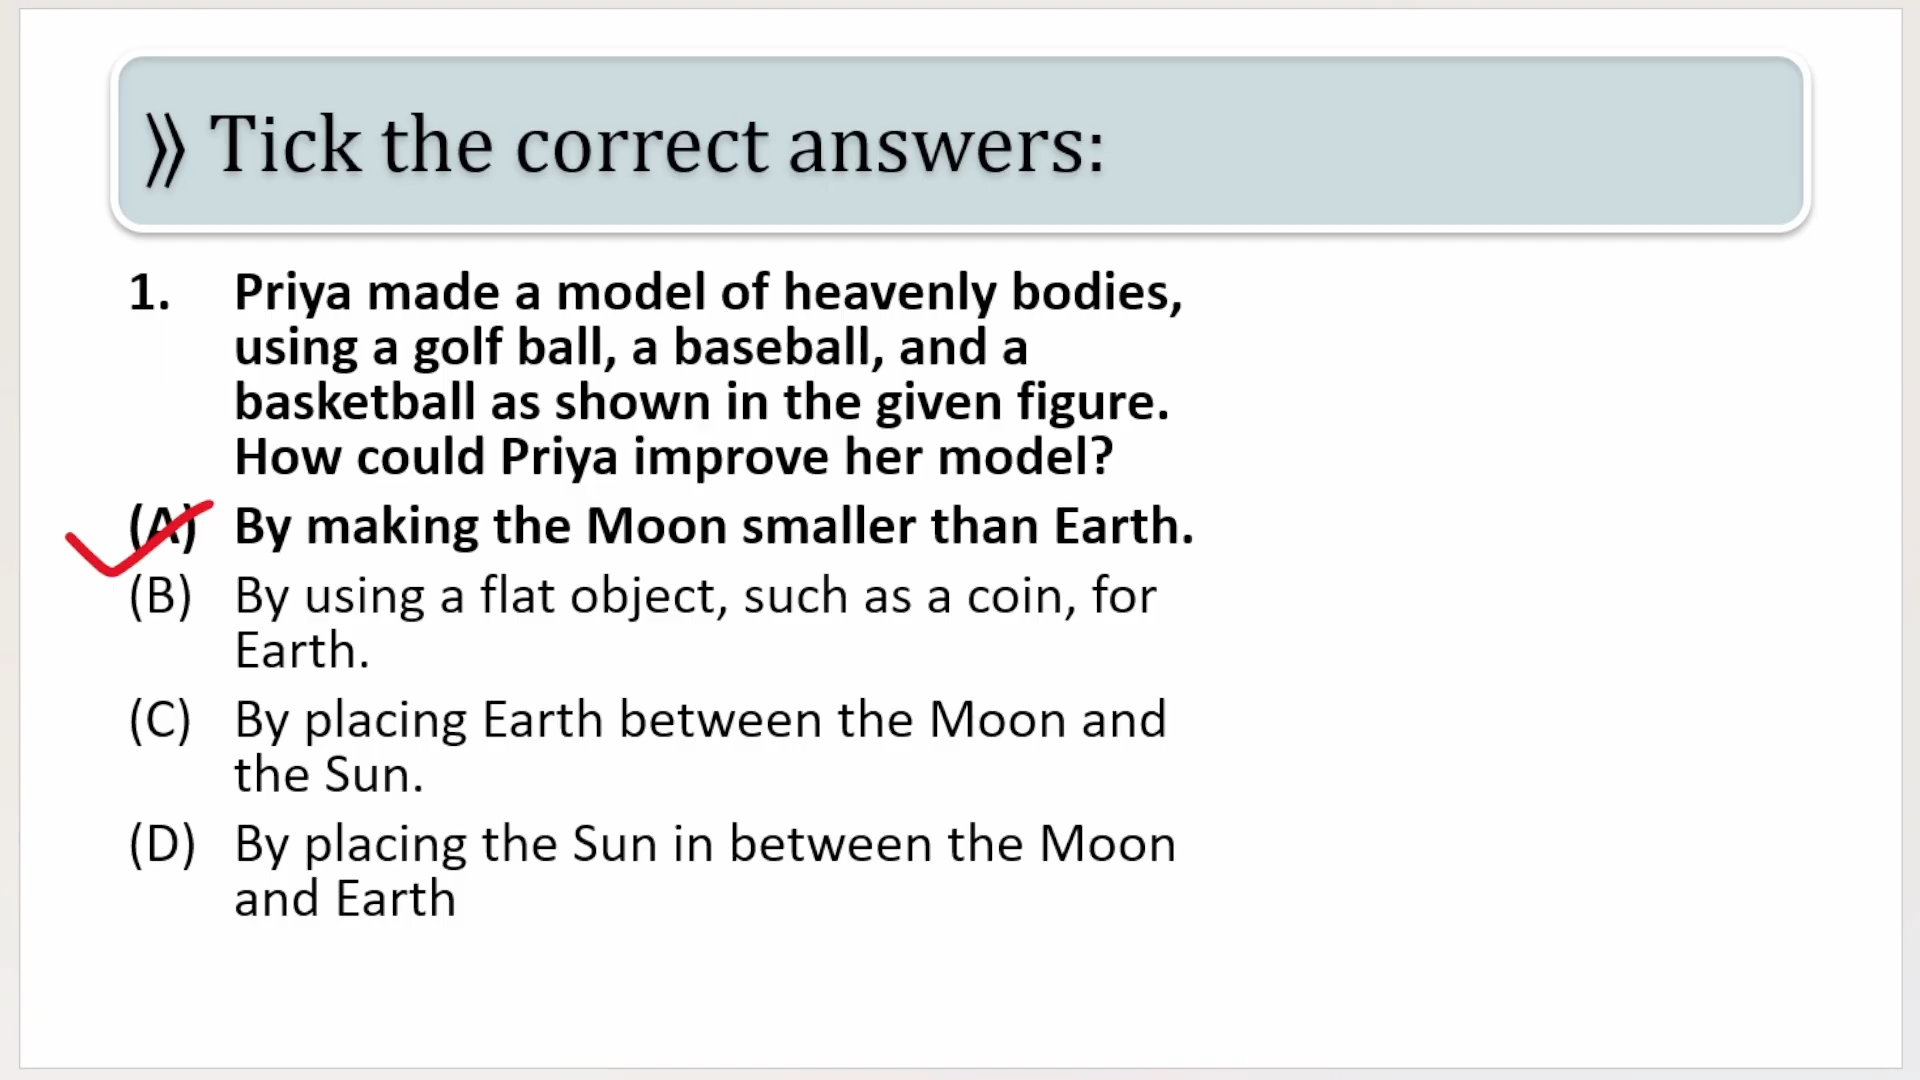 ⟫ Tick the correct answers:
1. Priya made a model of heavenly bodies,
using a golf ball, a baseball, and a
basketball as shown in the given figure.
How could Priya improve her model?
(A) By making the Moon smaller than Earth.
(B) By using a flat object, such as a coin, for
Earth.
(C) By placing Earth between the Moon and
the Sun.
(D) By placing the Sun in between the Moon
and Earth